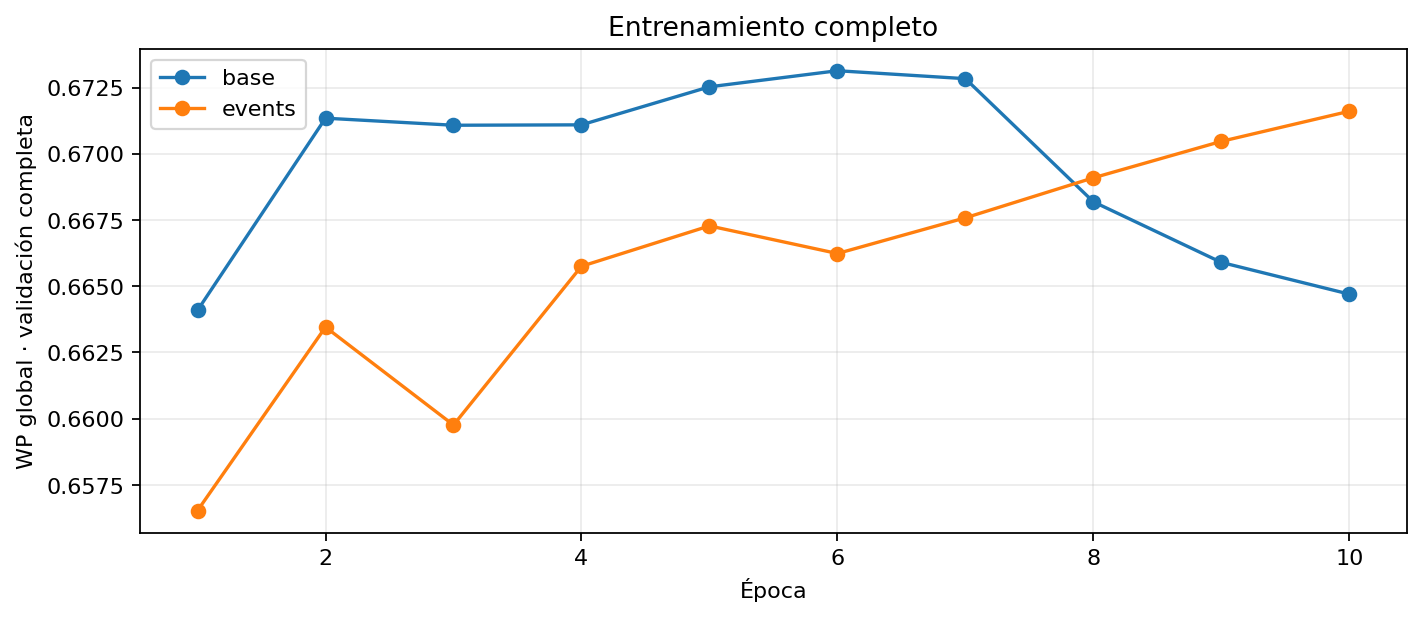 Entrenamiento completo
base
events
WP global · validación completa
0.6725
0.6700
0.6675
0.6650
0.6625
0.6600
0.6575
2
4
6
8
10
Época